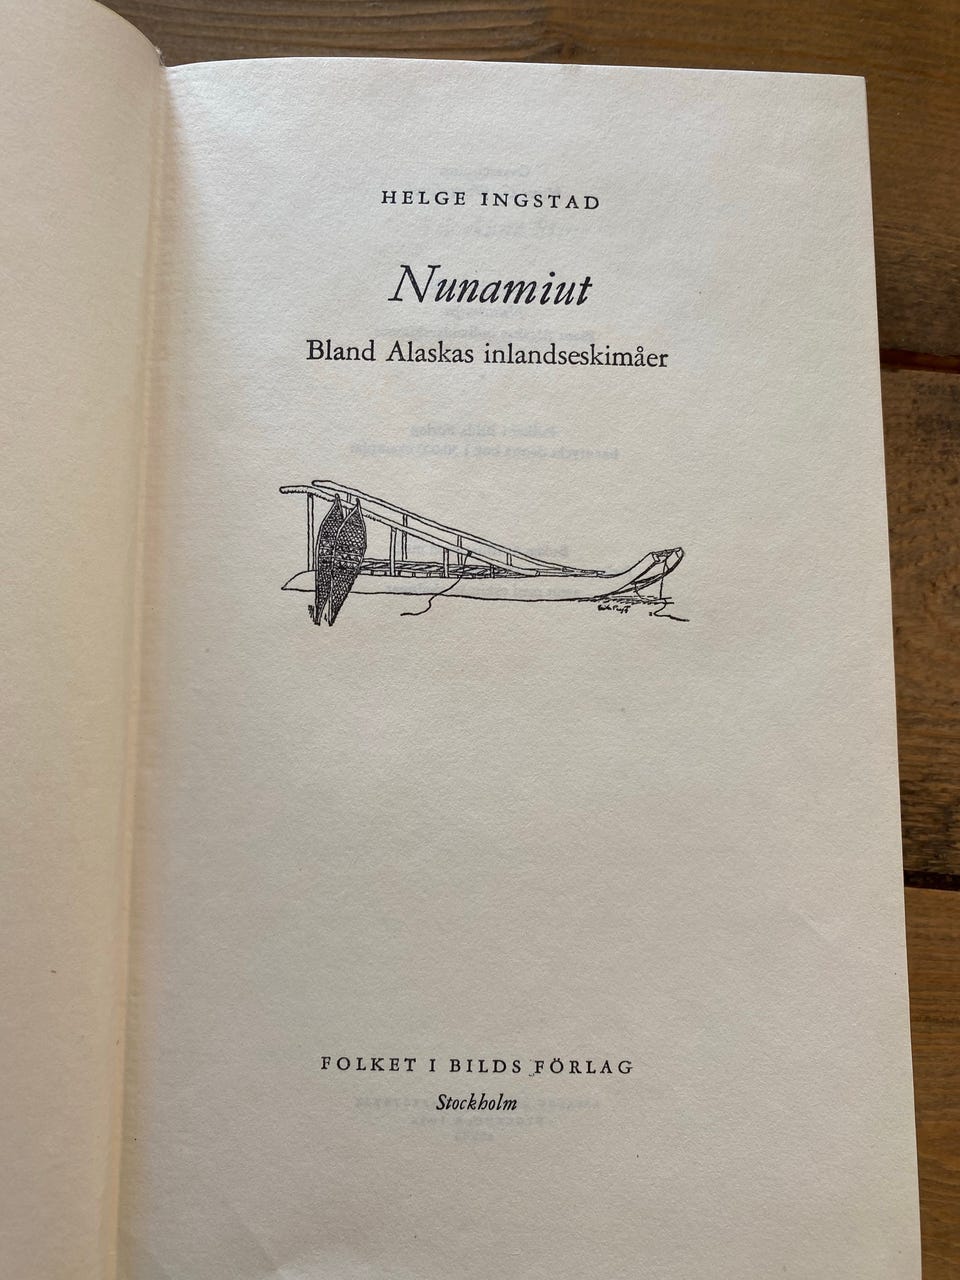 HELGE INGSTAD
Nunamiut
Bland Alaskas inlandseskimåer
FOLKET I BILDS FÖRLAG
Stockholm